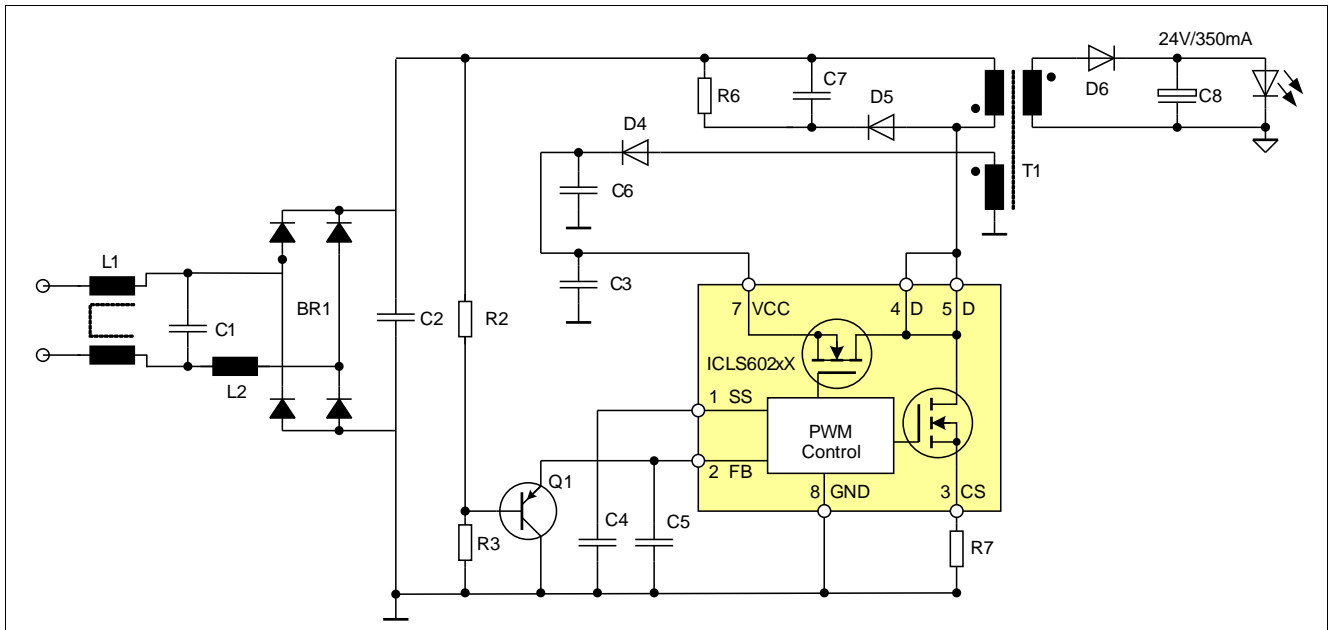 24V/350mA
C7
R6
D5
D6
C8
D4
T1
C6
L1
C3
BR1
C1
R2
C2
7 VCC
4 D
5 D
ICLS602xX
L2
1 SS
PWM
Control
2 FB
Q1
8 GND
3 CS
C4
C5
R3
R7